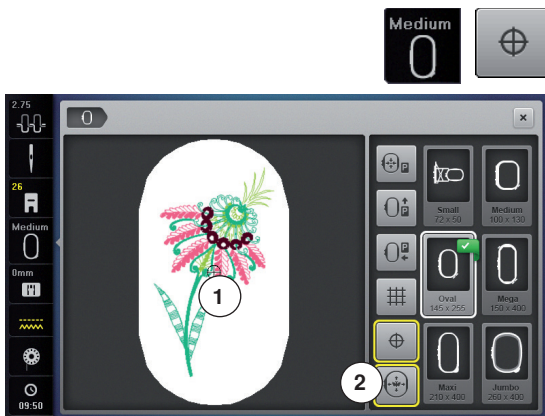 Medium
2.75
26
Medium
0mm
09:50
×
1
2
P
P
P
Small
72 x 50
Medium
100 x 130
Oval
145 x 255
Mega
150 x 400
Maxi
210 x 400
Jumbo
260 x 400